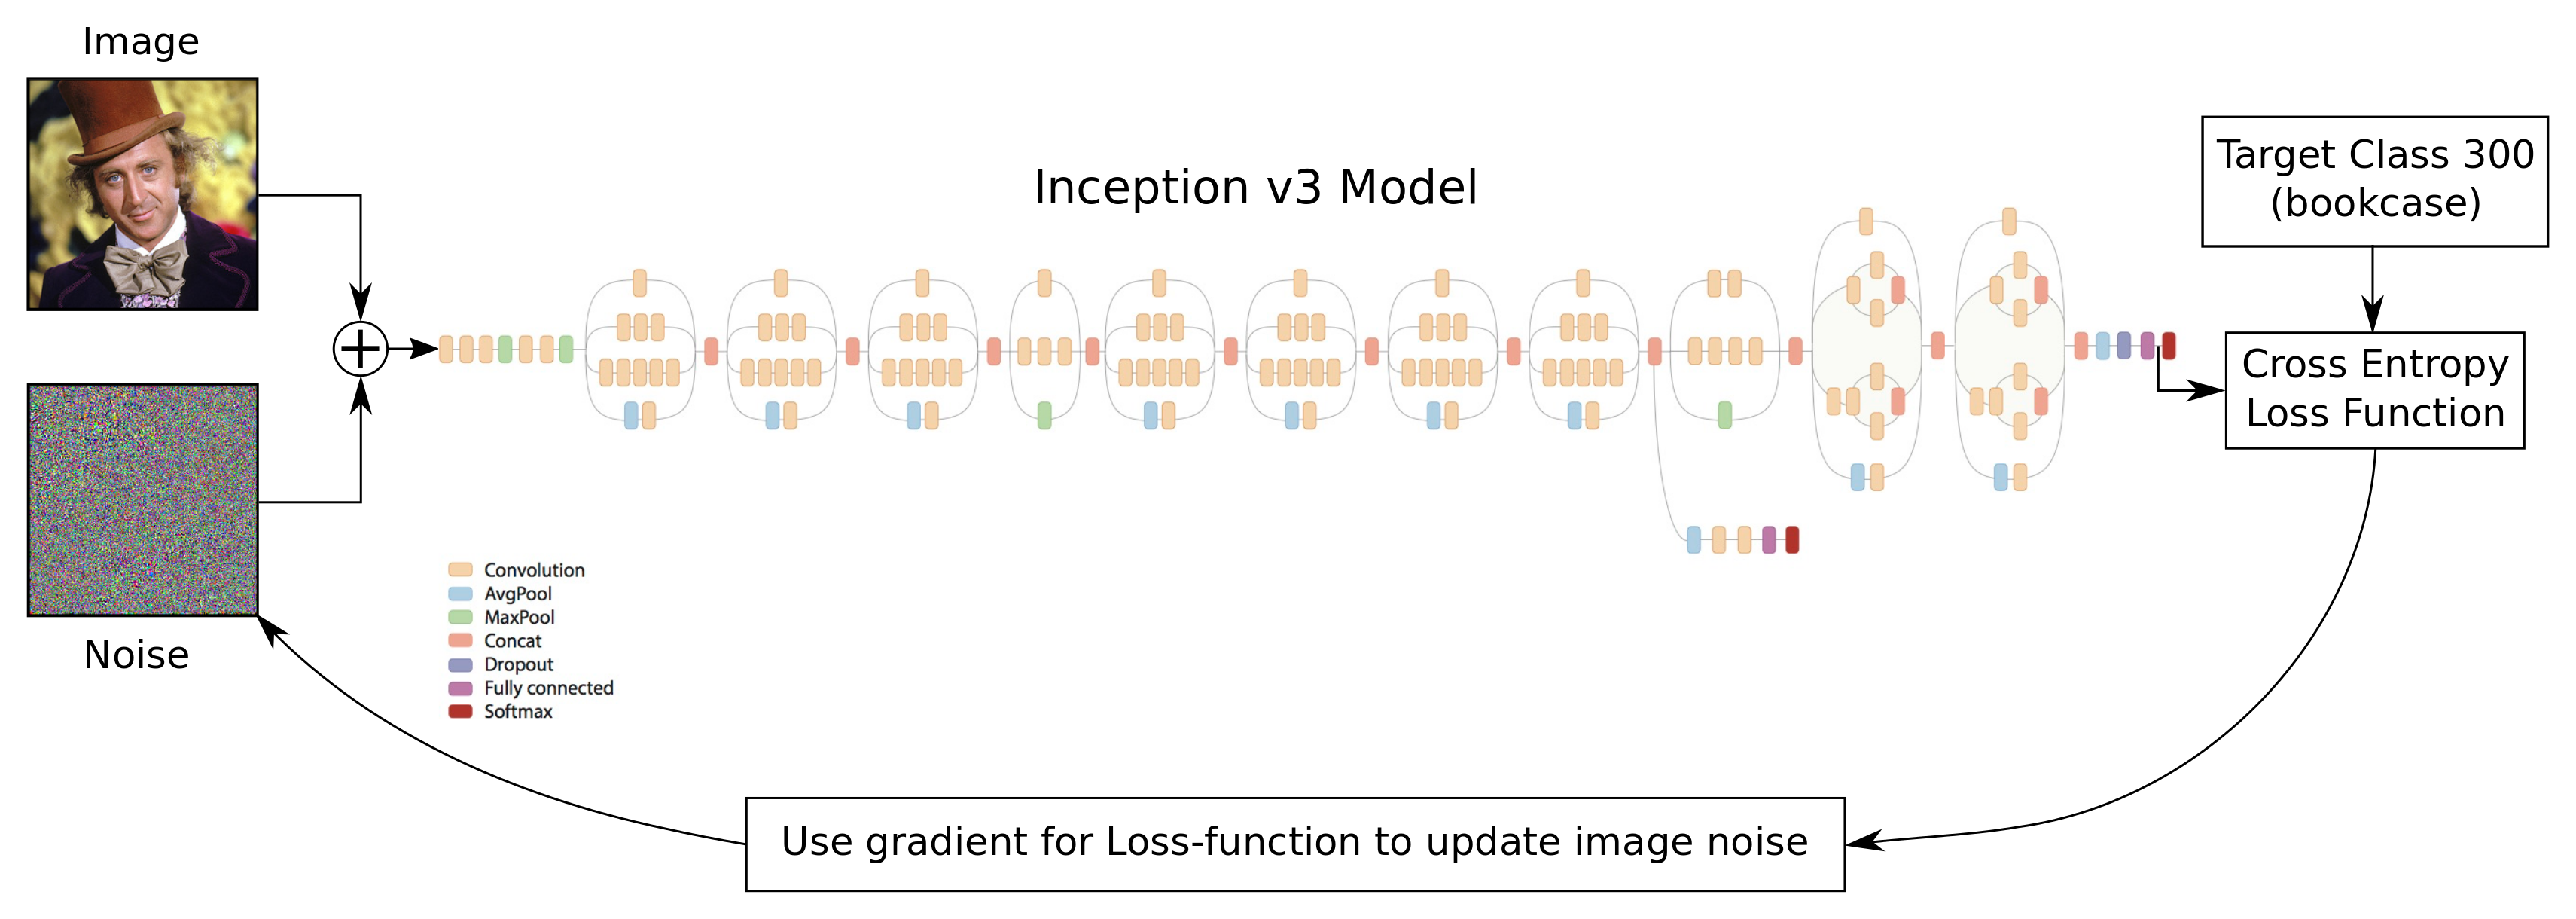 Image
Inception v3 Model
Target Class 300
(bookcase)
Cross Entropy
Loss Function
Noise
Convolution
AvgPool
MaxPool
Concat
Dropout
Fully connected
Softmax
Use gradient for Loss-function to update image noise